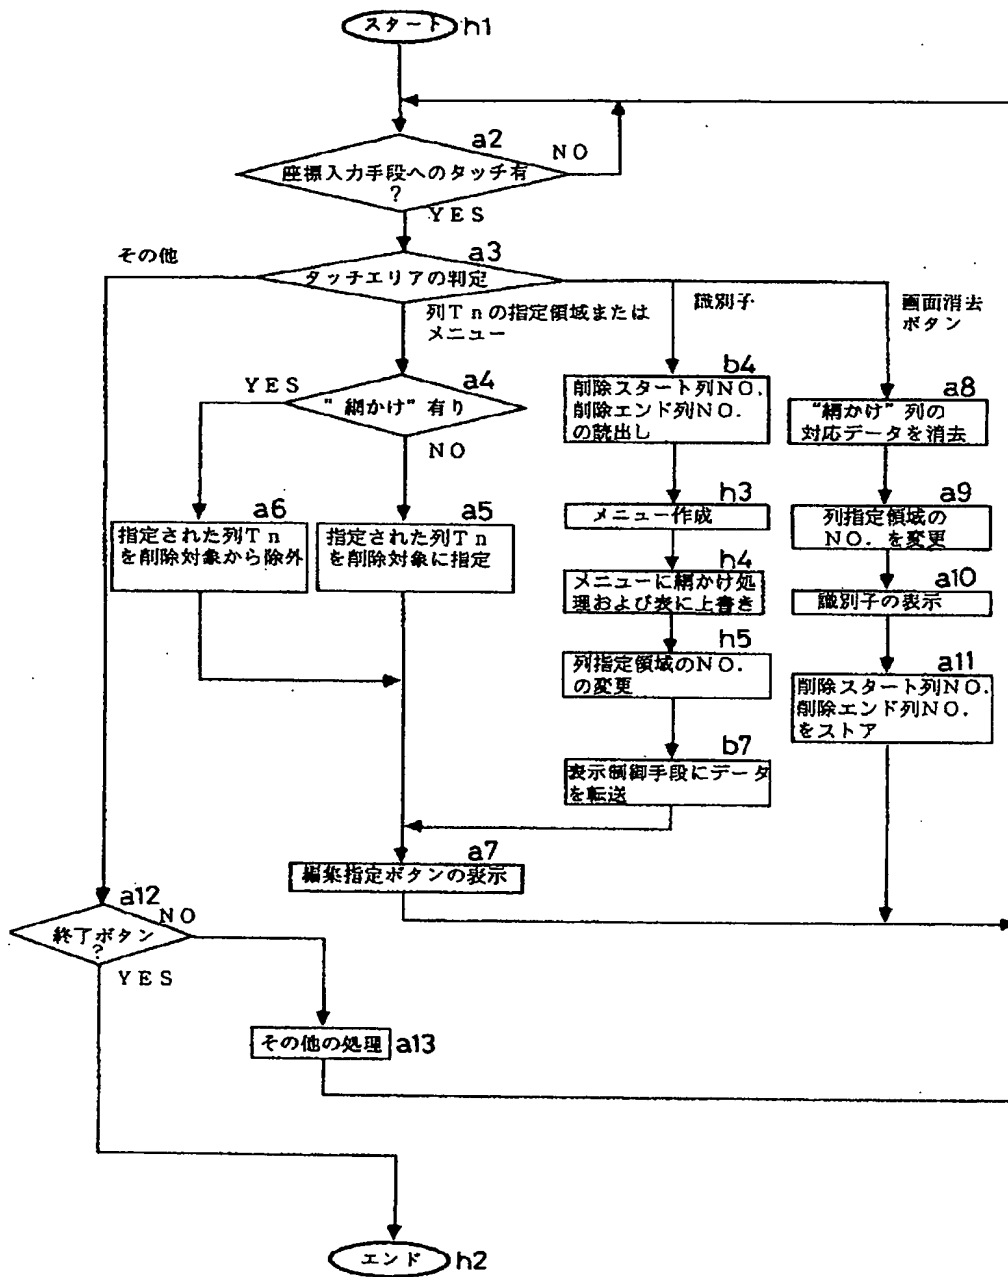 スタート h1
a2
NO
座標入力手段へのタッチ有
?
YES
その他
a3
タッチエリアの判定
列Tnの指定領域または
メニュー
識別子
画面消去
ボタン
YES
a4
"網かけ"有り
NO
b4
削除スタート列NO.
削除エンド列NO.
の読出し
a8
"網かけ"列の
対応データを消去
a6
指定された列Tn
を削除対象から除外
a5
指定された列Tn
を削除対象に指定
h3
メニュー作成
a9
列指定領域の
NO.を変更
h4
メニューに網かけ処
理および表に上書き
a10
識別子の表示
h5
列指定領域のNO.
の変更
a11
削除スタート列NO.
削除エンド列NO.
をストア
b7
表示制御手段にデータ
を転送
a7
編集指定ボタンの表示
a12
NO
終了ボタン
?
YES
その他の処理 a13
エンド h2